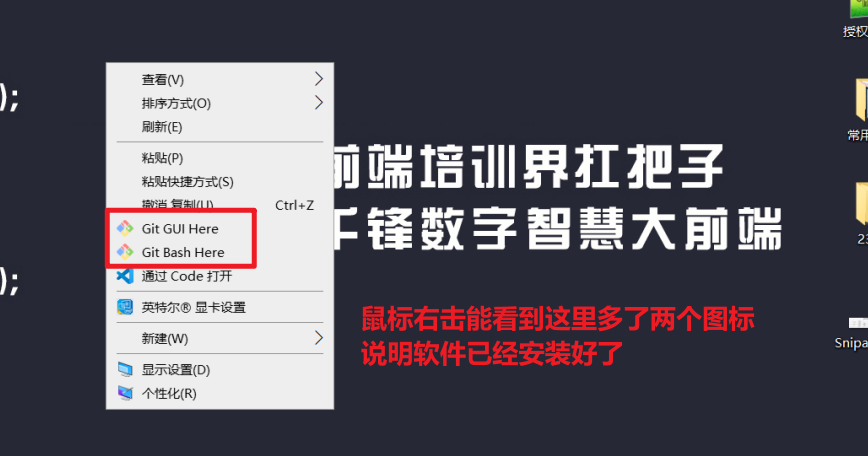 );
);
查看(V)
排序方式(O)
刷新(E)
粘贴(P)
粘贴快捷方式(S)
撤消 复制(U) Ctrl+Z
Git GUI Here
Git Bash Here
通过 Code 打开
英特尔® 显卡设置
新建(W)
显示设置(D)
个性化(R)
前端培训界扛把子
千锋数字智慧大前端
鼠标右击能看到这里多了两个图标
说明软件已经安装好了
授权
常用
23
Snipa